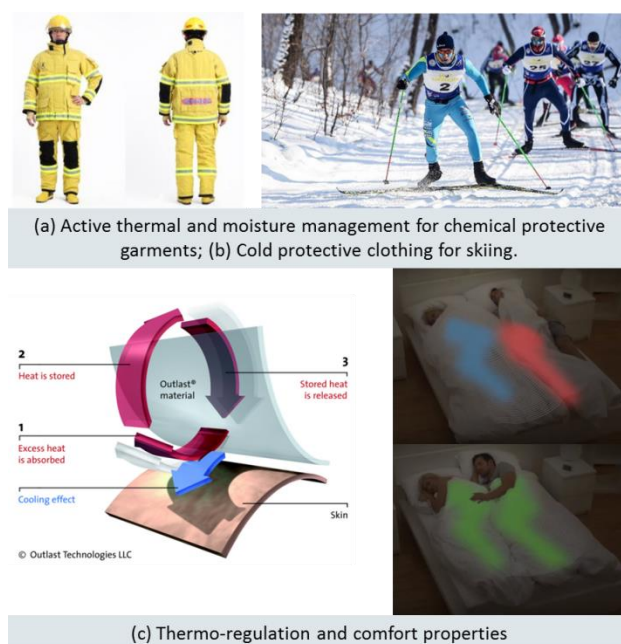 2
(a) Active thermal and moisture management for chemical protective
garments; (b) Cold protective clothing for skiing.
2
Heat is stored
Outlast®
material
3
Stored heat
is released
1
Excess heat
is absorbed
Cooling effect
Skin
© Outlast Technologies LLC
(c) Thermo-regulation and comfort properties